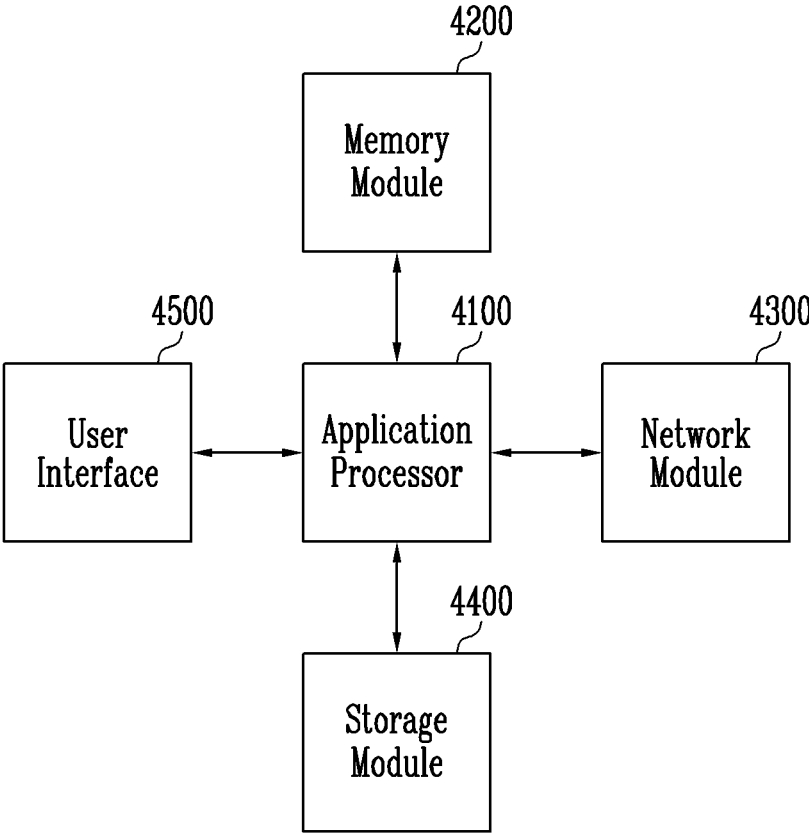 4200
Memory
Module
4500
4100
4300
User
Interface
Application
Processor
Network
Module
4400
Storage
Module